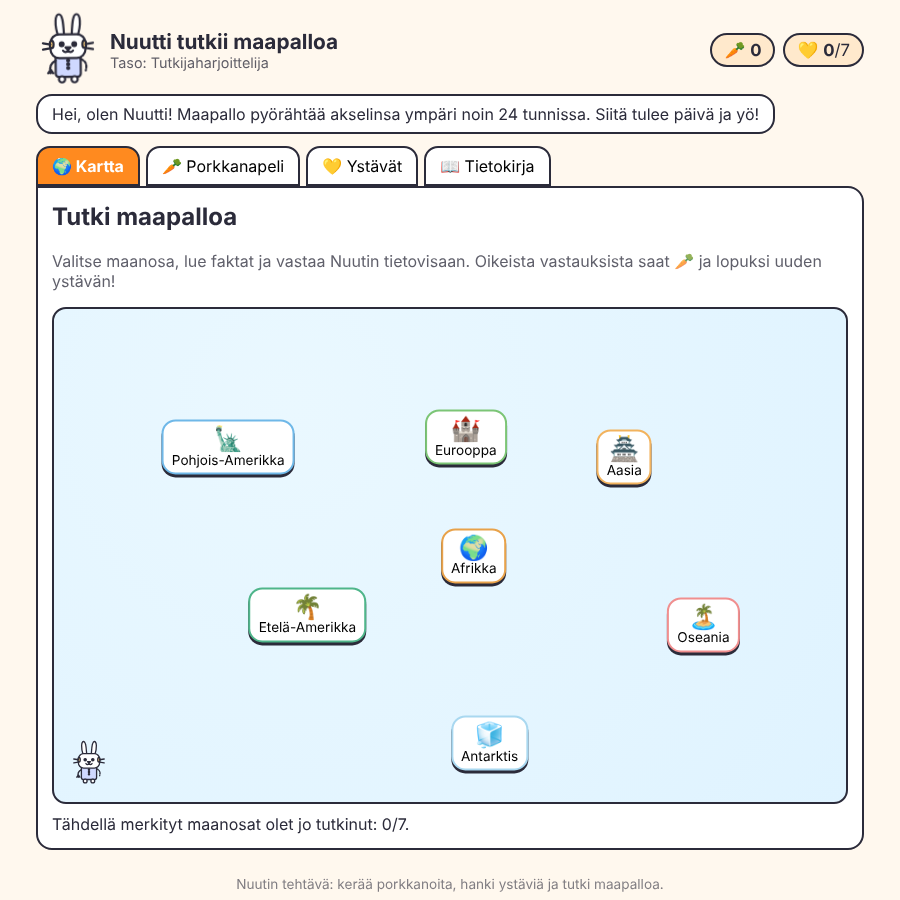 Nuutti tutkii maapalloa
Taso: Tutkijaharjoittelija
🥕 0
💛 0/7
Hei, olen Nuutti! Maapallo pyörähtää akselinsa ympäri noin 24 tunnissa. Siitä tulee päivä ja yö!
🌍 Kartta
🥕 Porkkanapeli
💛 Ystävät
📖 Tietokirja
Tutki maapalloa
Valitse maanosa, lue faktat ja vastaa Nuutin tietovisaan. Oikeista vastauksista saat 🥕 ja lopuksi uuden
ystävän!
Pohjois-Amerikka
Eurooppa
Aasia
Afrikka
Etelä-Amerikka
Oseania
Antarktis
Tähdellä merkityt maanosat olet jo tutkinut: 0/7.
Nuutin tehtävä: kerää porkkanoita, hanki ystäviä ja tutki maapalloa.